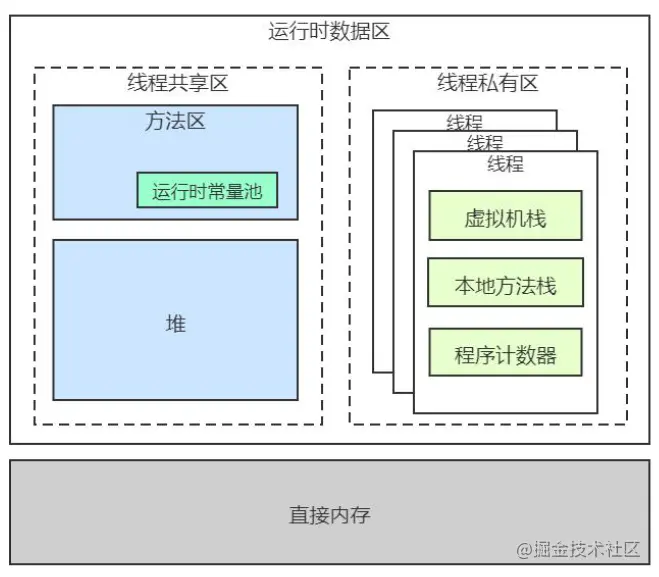 运行时数据区
线程共享区
方法区
运行时常量池
堆
线程私有区
线程
线程
线程
虚拟机栈
本地方法栈
程序计数器
直接内存
@掘金技术社区